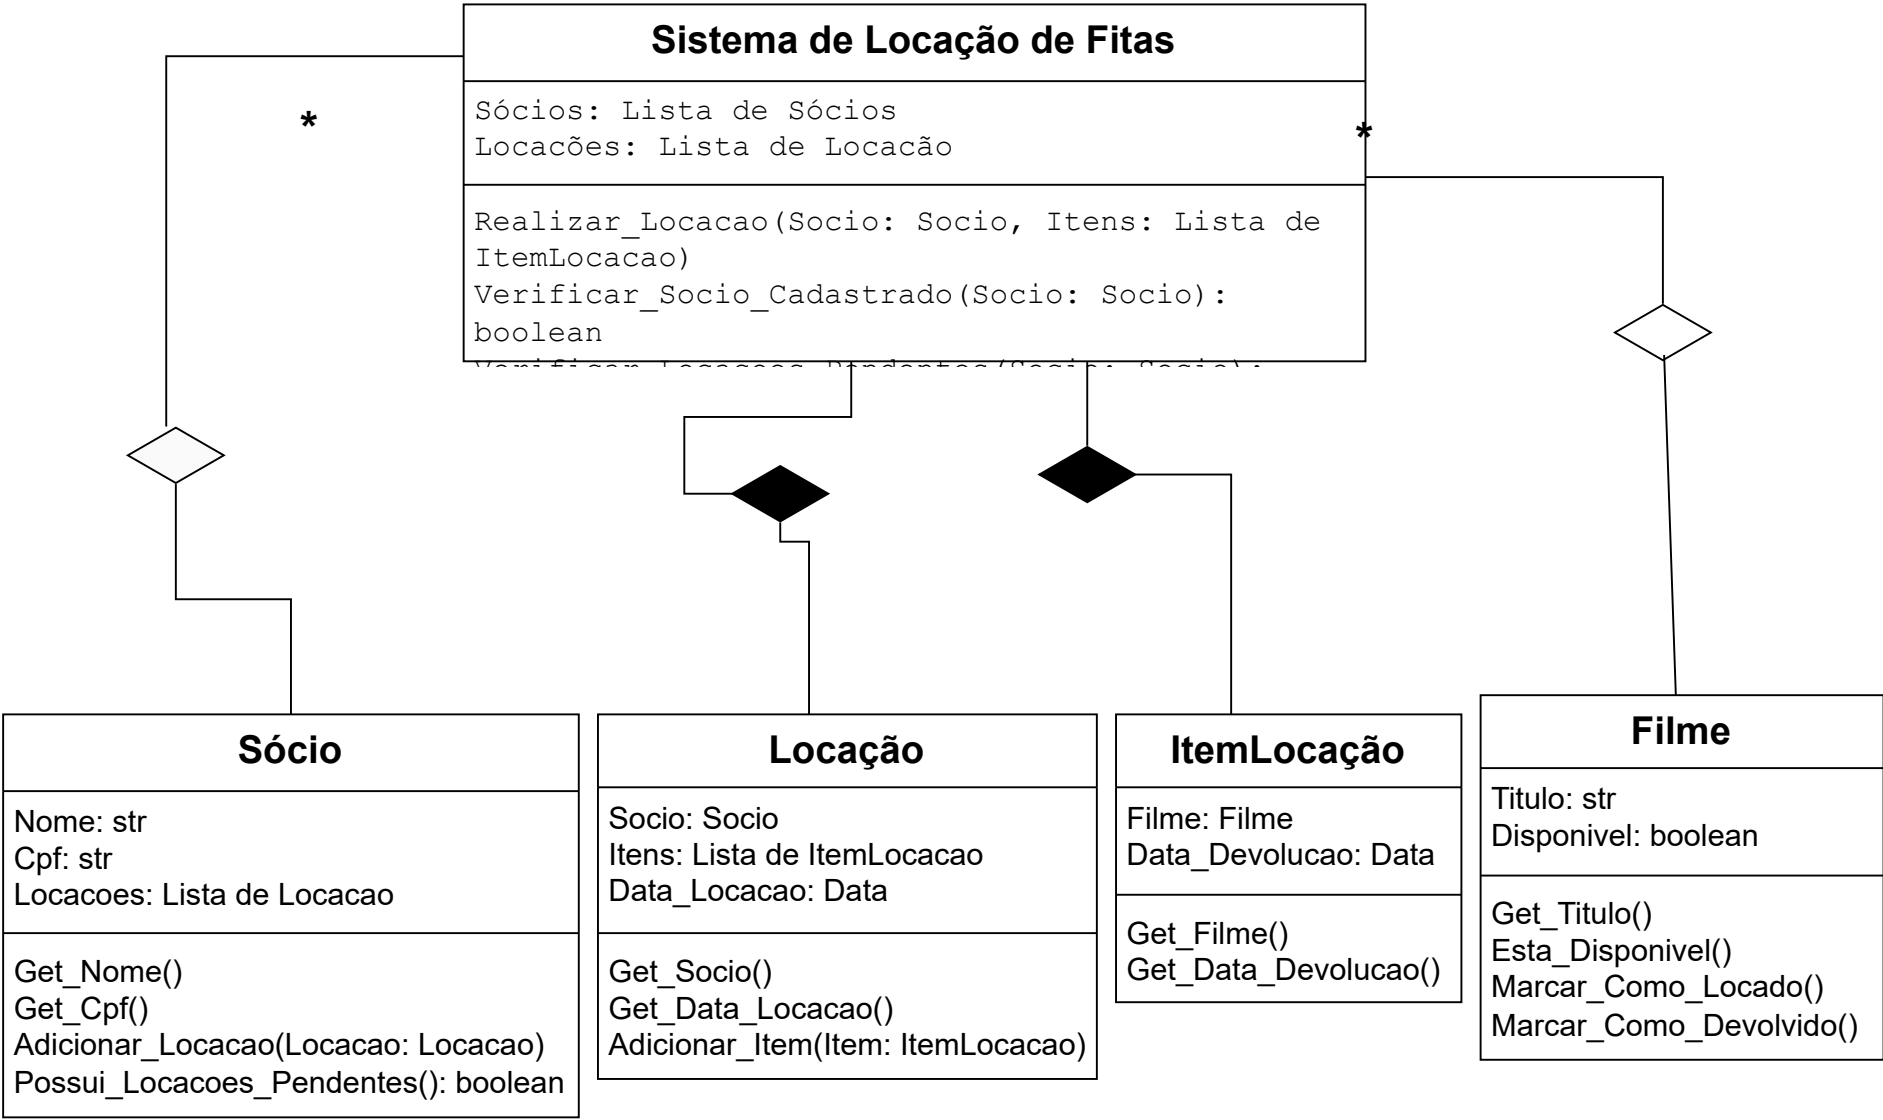 Sistema de Locação de Fitas
*
Sócios: Lista de Sócios
Locacões: Lista de Locacão
*
Realizar_Locacao(Socio: Socio, Itens: Lista de
ItemLocacao)
Verificar_Socio_Cadastrado(Socio: Socio):
boolean
Verificar_Locacoes_Pendentes(Socio: Socio):
Sócio
Nome: str
Cpf: str
Locacoes: Lista de Locacao
Get_Nome()
Get_Cpf()
Adicionar_Locacao(Locacao: Locacao)
Possui_Locacoes_Pendentes(): boolean
Locação
Socio: Socio
Itens: Lista de ItemLocacao
Data_Locacao: Data
Get_Socio()
Get_Data_Locacao()
Adicionar_Item(Item: ItemLocacao)
ItemLocação
Filme: Filme
Data_Devolucao: Data
Get_Filme()
Get_Data_Devolucao()
Filme
Titulo: str
Disponivel: boolean
Get_Titulo()
Esta_Disponivel()
Marcar_Como_Locado()
Marcar_Como_Devolvido()